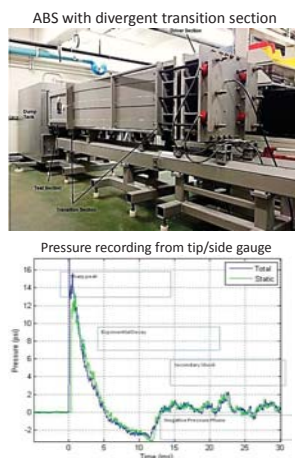 ABS with divergent transition section
Driver Section
Dump
Tank
Test Section
Transition Section
Pressure recording from tip/side gauge
Total
Static
Sharp peak
Exponential Decay
Secondary Shock
Negative Pressure Phase
Pressure (psi)
16
14
12
10
8
6
4
2
0
-2
-5
0
5
10
15
20
25
30
Time (ms)